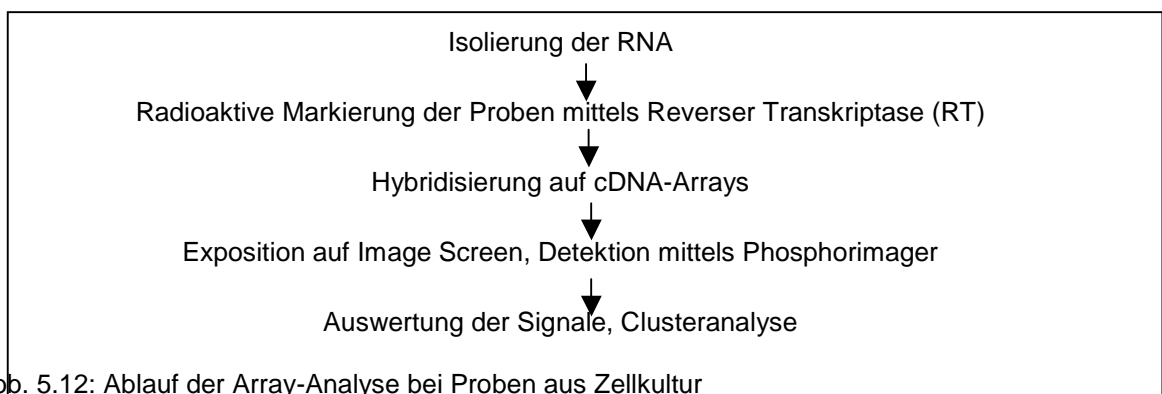 Isolierung der RNA
Radioaktive Markierung der Proben mittels Reverser Transkriptase (RT)
Hybridisierung auf cDNA-Arrays
Exposition auf Image Screen, Detektion mittels Phosphorimager
Auswertung der Signale, Clusteranalyse
5.12: Ablauf der Array-Analyse bei Proben aus Zellkultur